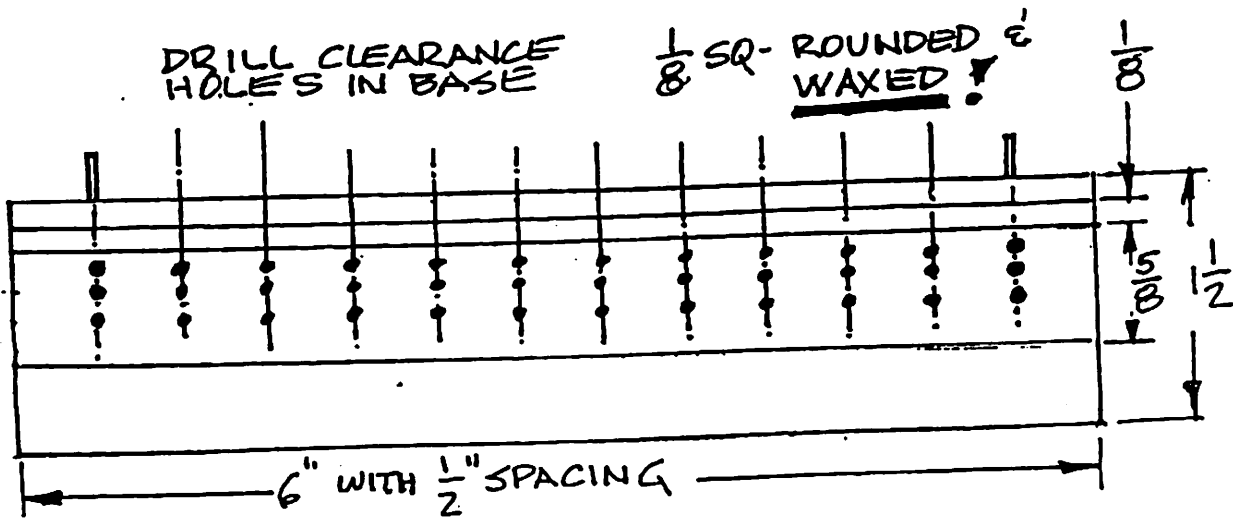 DRILL CLEARANCE
HOLES IN BASE
1/8 SQ- ROUNDED &
WAXED !
1/8
5/8
1 1/2
6" WITH 1/2" SPACING